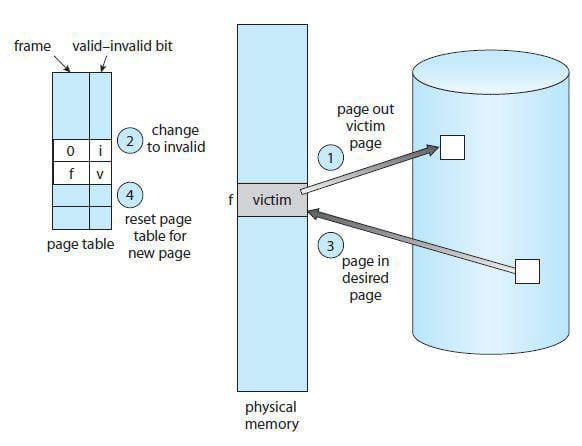 frame valid–invalid bit
0 i
f v
2
change
to invalid
4
reset page
table for
new page
page table
f victim
physical
memory
page out
victim
page
1
3
page in
desired
page